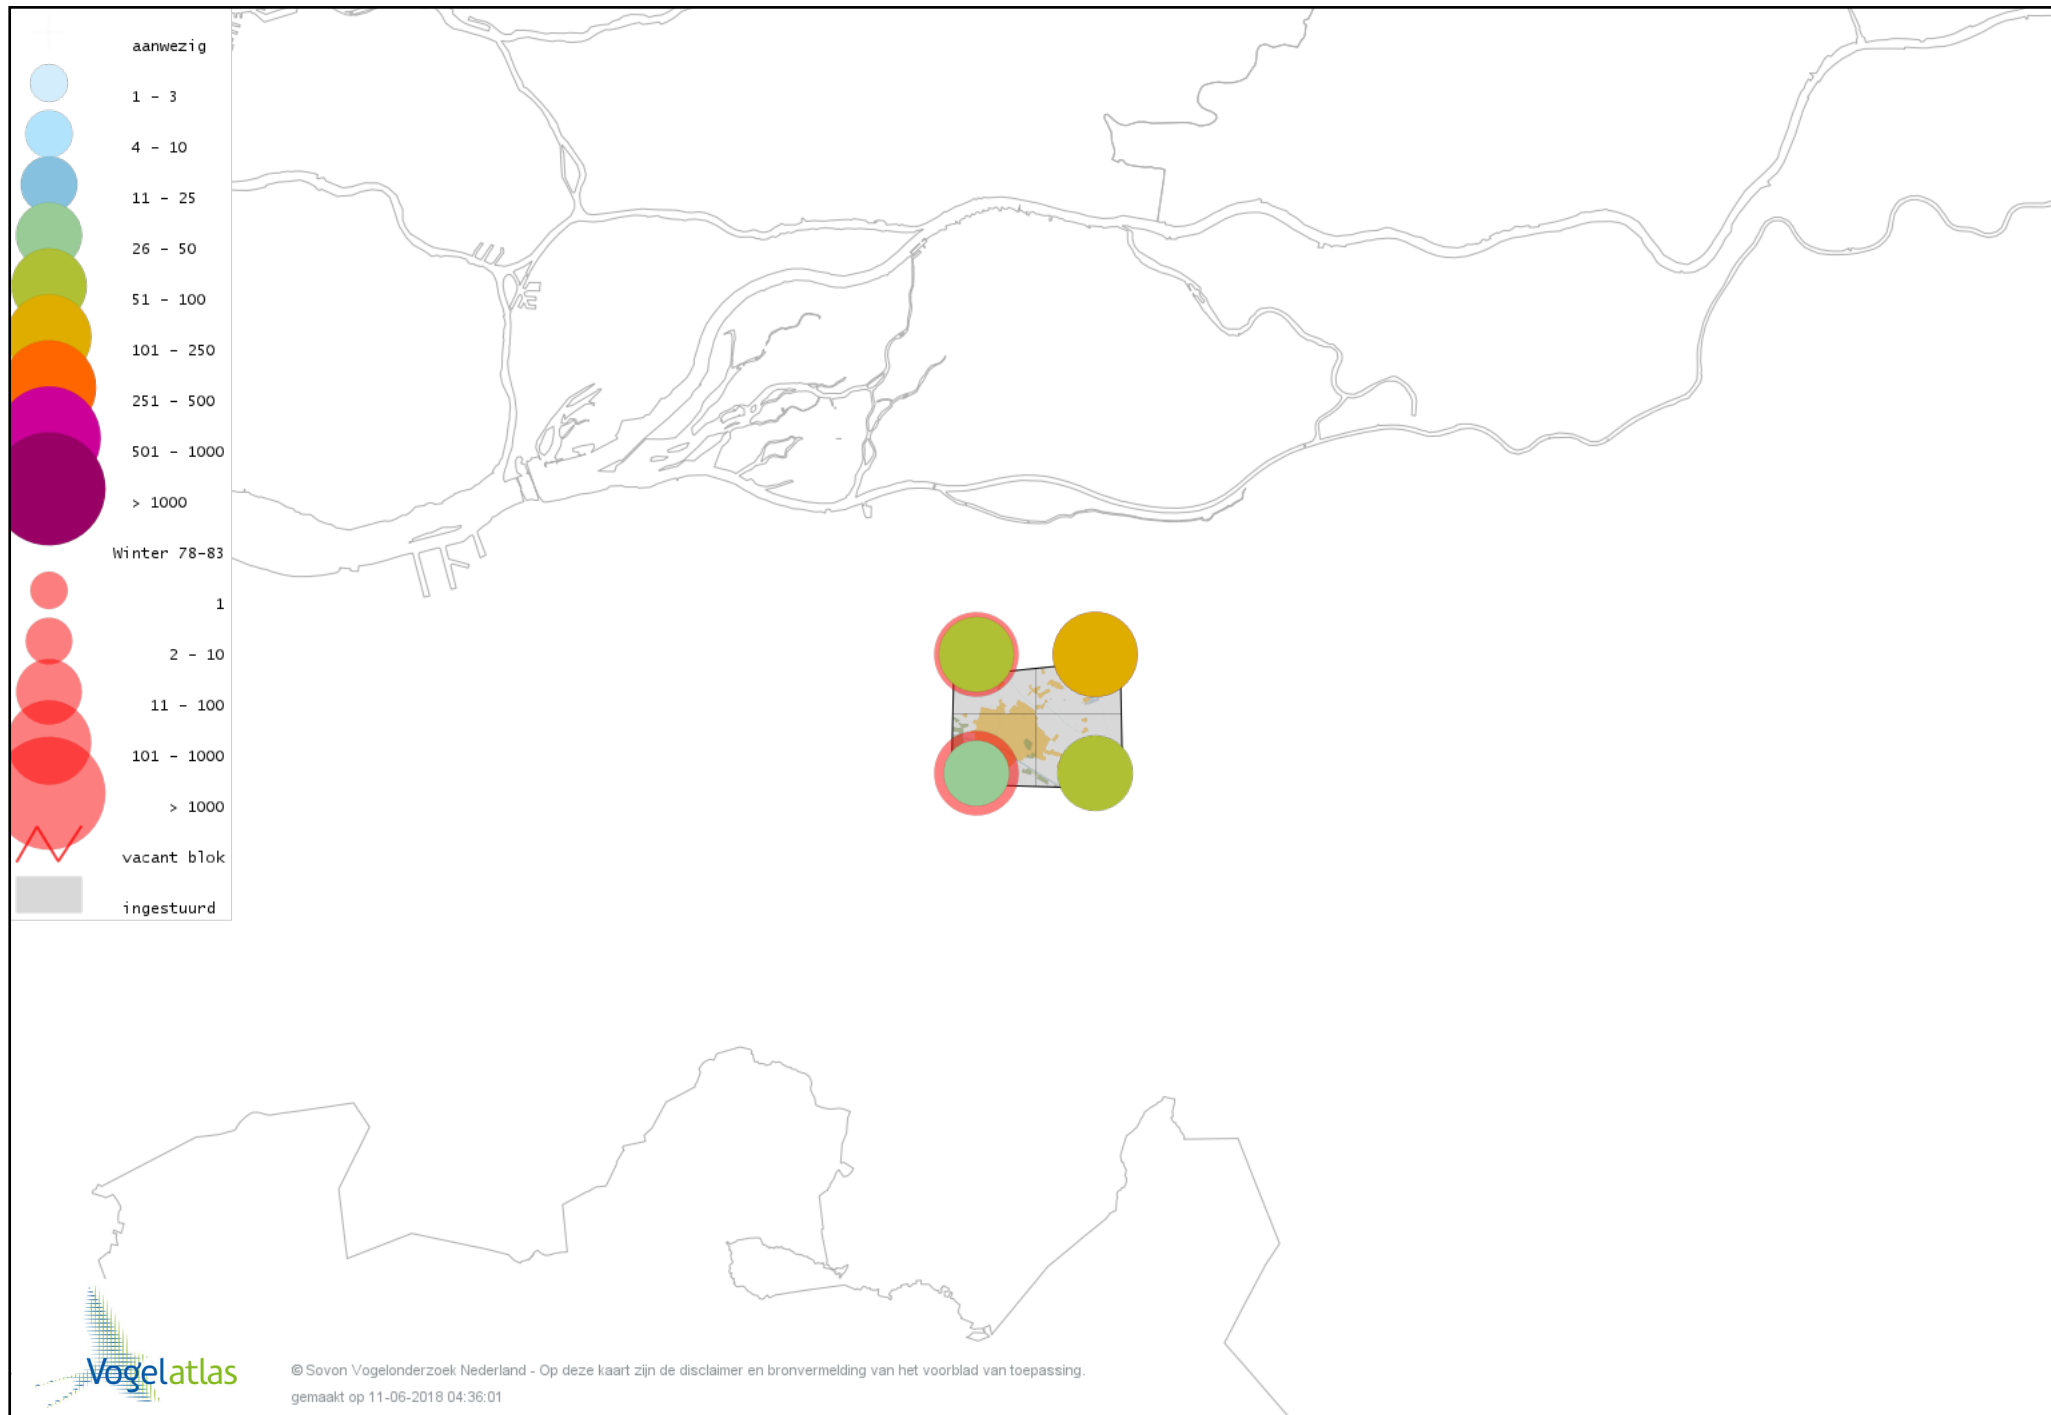 aanwezig
1 - 3
4 - 10
11 - 25
26 - 50
51 - 100
101 - 250
251 - 500
501 - 1000
> 1000
Winter 78-83
1
2 - 10
11 - 100
101 - 1000
> 1000
vacant blok
ingestuurd
Vogelatlas
© Sovon Vogelonderzoek Nederland - Op deze kaart zijn de disclaimer en bronvermelding van het voorblad van toepassing.
gemaakt op 11-06-2018 04:36:01